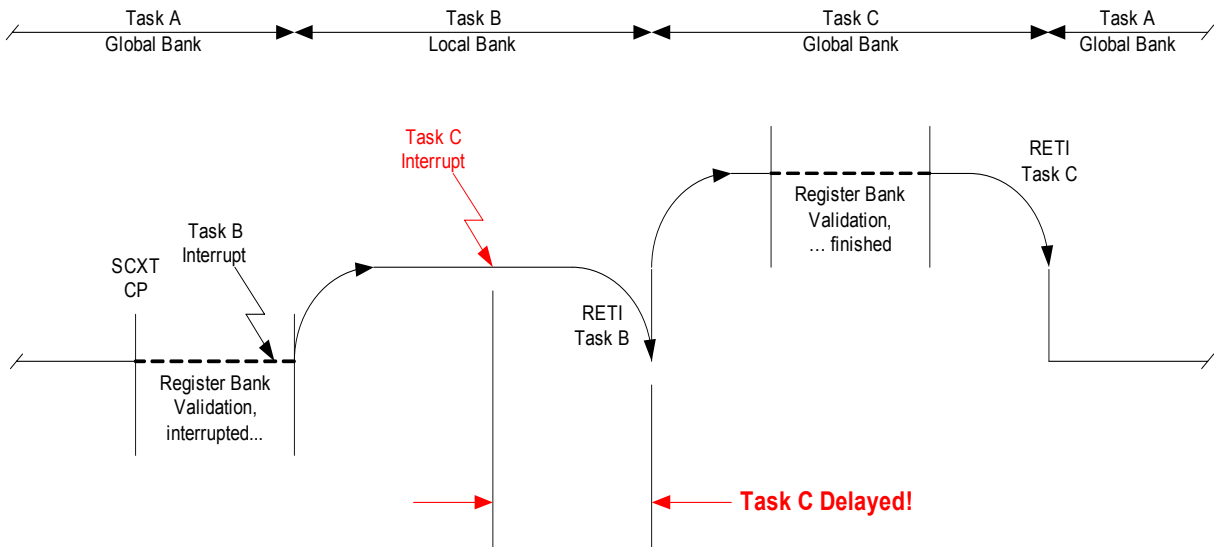 Task A
Global Bank
Task B
Local Bank
Task C
Global Bank
Task A
Global Bank
Task C
Interrupt
RETI
Task C
Register Bank
Validation,
... finished
Task B
Interrupt
SCXT
CP
RETI
Task B
Register Bank
Validation,
interrupted...
Task C Delayed!